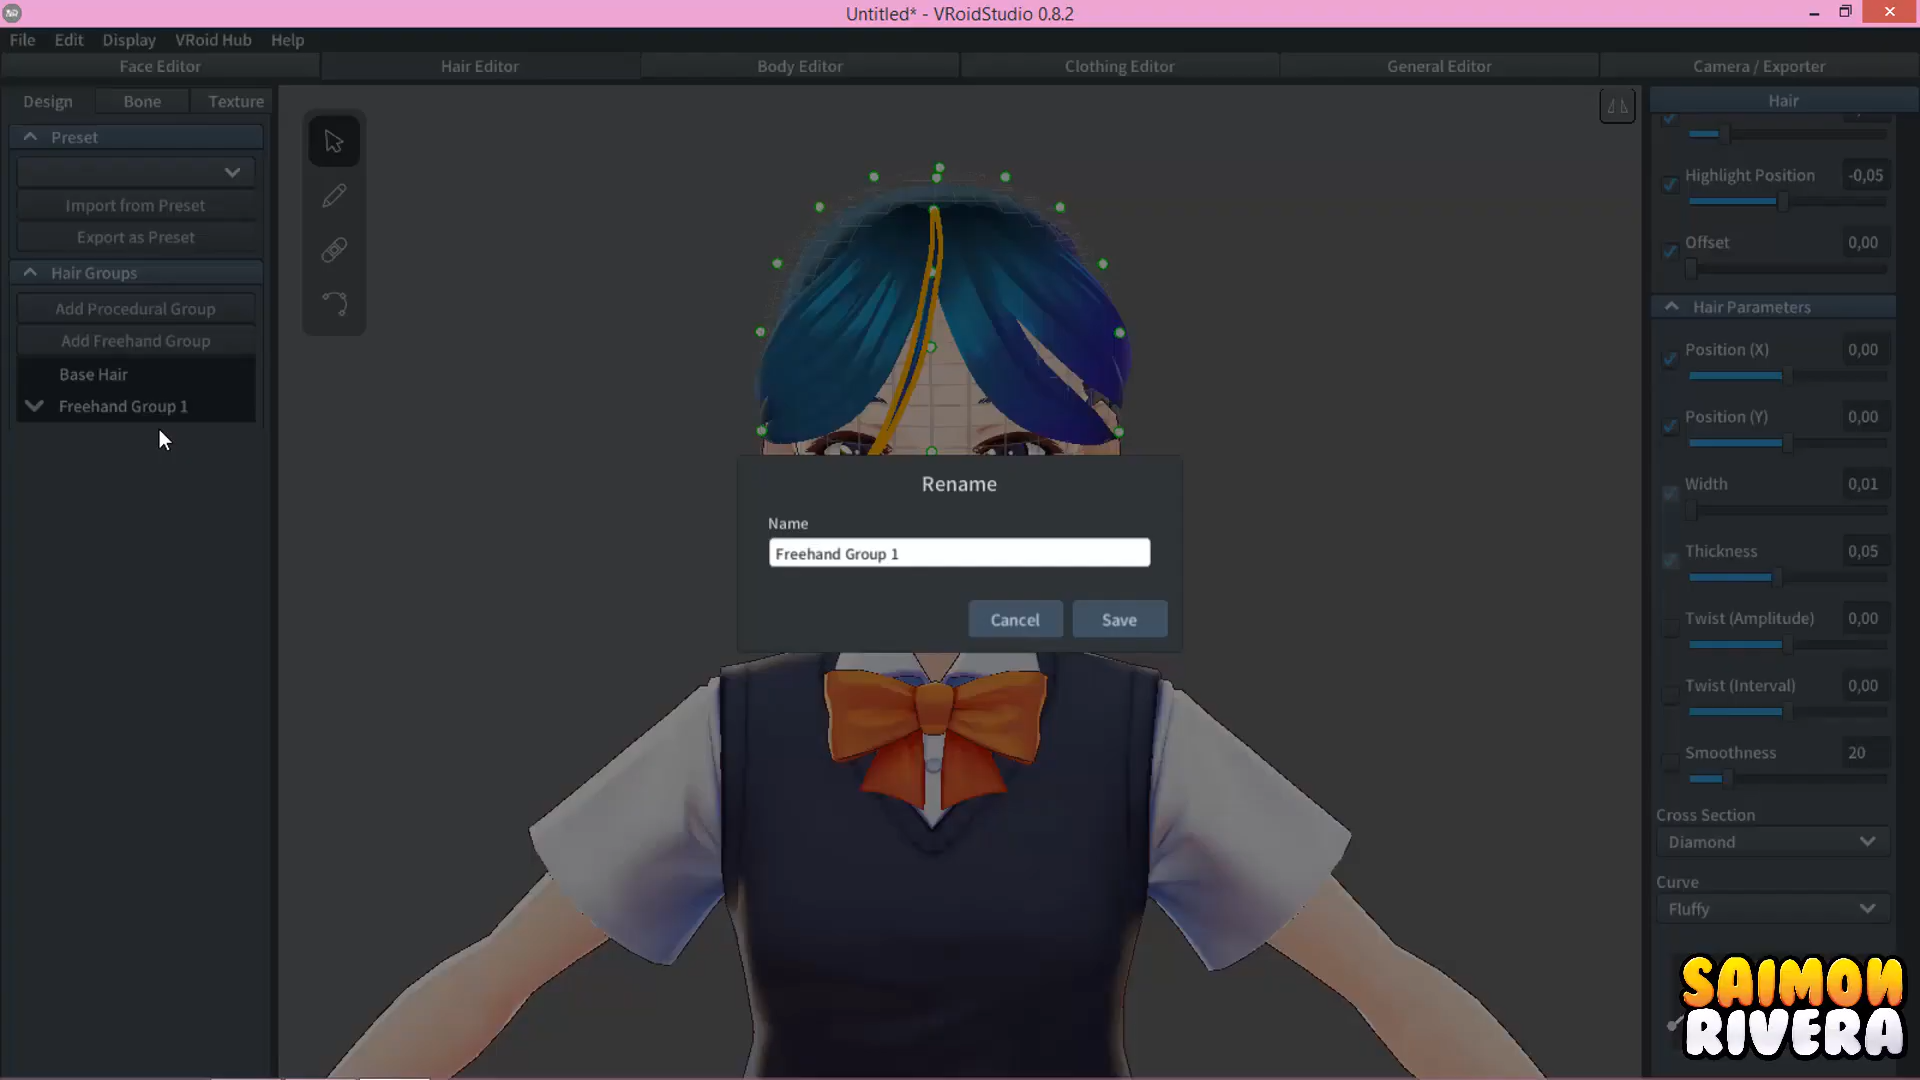 Untitled* - VRoidStudio 0.8.2
File Edit Display VRoid Hub Help
Face Editor Hair Editor Body Editor Clothing Editor General Editor Camera / Exporter
Design Bone Texture
Preset
Import from Preset
Export as Preset
Hair Groups
Add Procedural Group
Add Freehand Group
Base Hair
Freehand Group 1
Rename
Name
Freehand Group 1
Cancel Save
Hair
Highlight Position -0,05
Offset 0,00
Hair Parameters
Position (X) 0,00
Position (Y) 0,00
Width 0,01
Thickness 0,05
Twist (Amplitude) 0,00
Twist (Interval) 0,00
Smoothness 20
Cross Section
Diamond
Curve
Fluffy
SAIMON
RIVERA